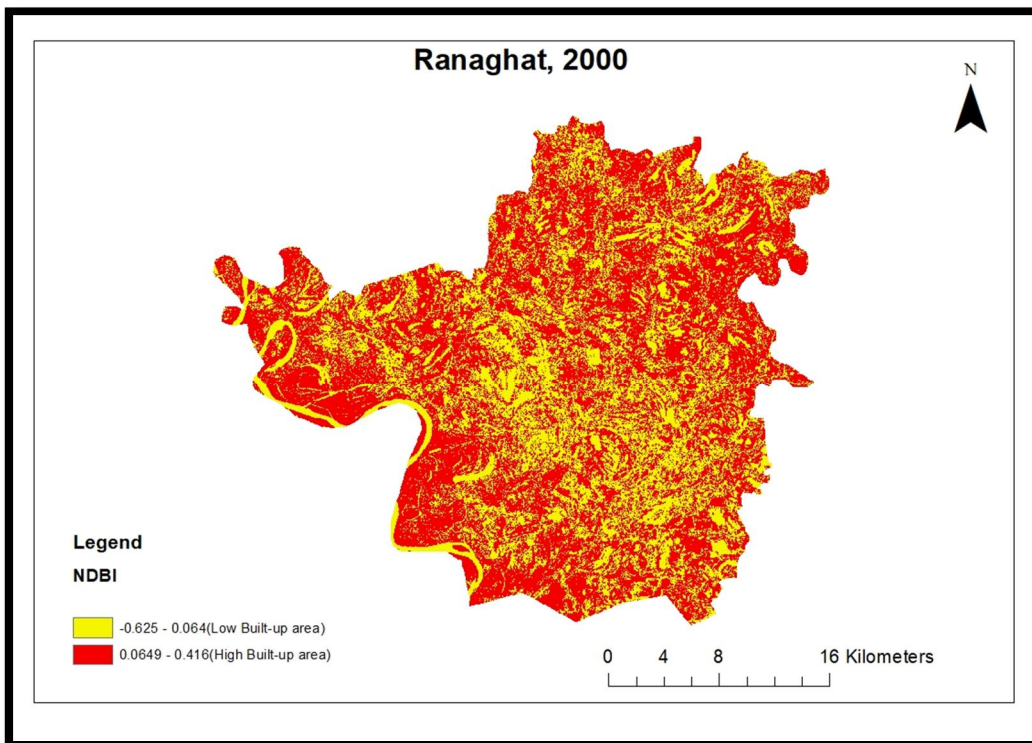 Ranaghat, 2000
N
Legend
NDBI
-0.625 - 0.064(Low Built-up area)
0.0649 - 0.416(High Built-up area)
0 4 8 16 Kilometers